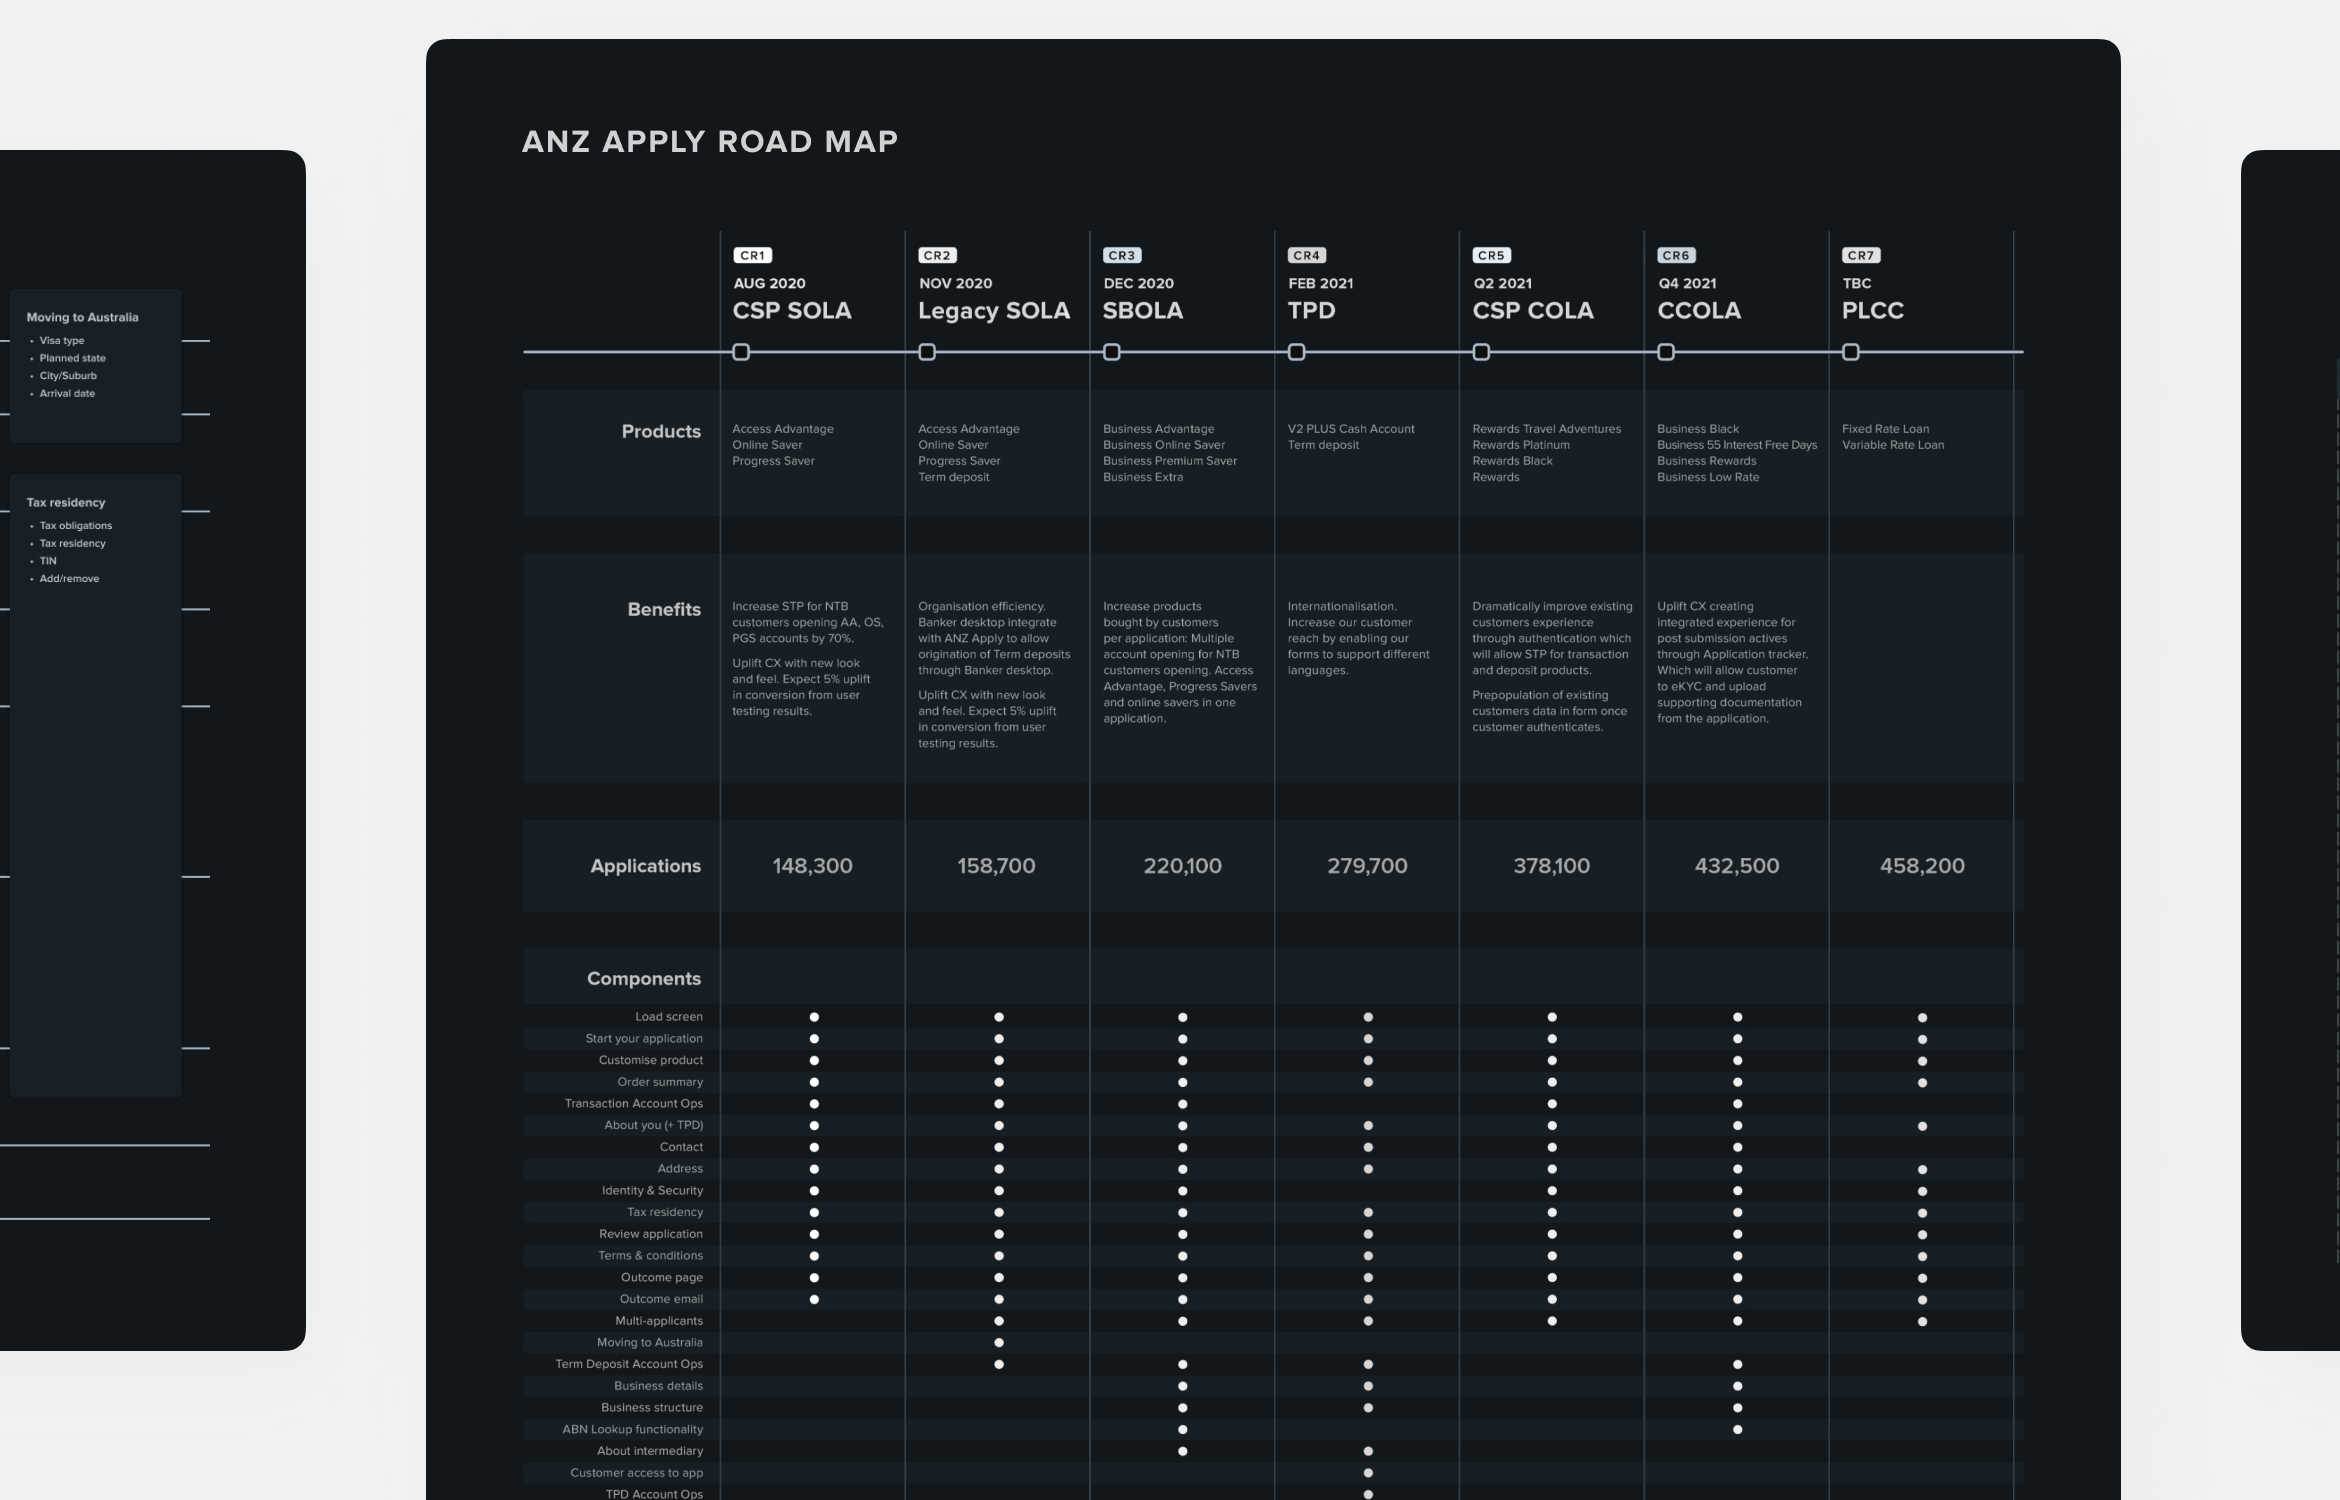 ANZ APPLY ROAD MAP
Moving to Australia
• Visa type
• Planned state
• City/Suburb
• Arrival date
Tax residency
• Tax obligations
• Tax residency
• TIN
• Add/remove
CR1
AUG 2020
CSP SOLA
CR2
NOV 2020
Legacy SOLA
CR3
DEC 2020
SBOLA
CR4
FEB 2021
TPD
CR5
Q2 2021
CSP COLA
CR6
Q4 2021
CCOLA
CR7
TBC
PLCC
Products
Access Advantage
Online Saver
Progress Saver
Access Advantage
Online Saver
Progress Saver
Term deposit
Business Advantage
Business Online Saver
Business Premium Saver
Business Extra
V2 PLUS Cash Account
Term deposit
Rewards Travel Adventures
Rewards Platinum
Rewards Black
Rewards
Business Black
Business 55 Interest Free Days
Business Rewards
Business Low Rate
Fixed Rate Loan
Variable Rate Loan
Benefits
Increase STP for NTB
customers opening AA, OS,
PGS accounts by 70%.
Uplift CX with new look
and feel. Expect 5% uplift
in conversion from user
testing results.
Organisation efficiency.
Banker desktop integrate
with ANZ Apply to allow
origination of Term deposits
through Banker desktop.
Uplift CX with new look
and feel. Expect 5% uplift
in conversion from user
testing results.
Increase products
bought by customers
per application: Multiple
account opening for NTB
customers opening. Access
Advantage, Progress Savers
and online savers in one
application.
Internationalisation.
Increase our customer
reach by enabling our
forms to support different
languages.
Dramatically improve existing
customers experience
through authentication which
will allow STP for transaction
and deposit products.
Prepopulation of existing
customers data in form once
customer authenticates.
Uplift CX creating
integrated experience for
post submission actives
through Application tracker.
Which will allow customer
to eKYC and upload
supporting documentation
from the application.
Applications 148,300 158,700 220,100 279,700 378,100 432,500 458,200
Components
Load screen
Start your application
Customise product
Order summary
Transaction Account Ops
About you (+ TPD)
Contact
Address
Identity & Security
Tax residency
Review application
Terms & conditions
Outcome page
Outcome email
Multi-applicants
Moving to Australia
Term Deposit Account Ops
Business details
Business structure
ABN Lookup functionality
About intermediary
Customer access to app
TPD Account Ops